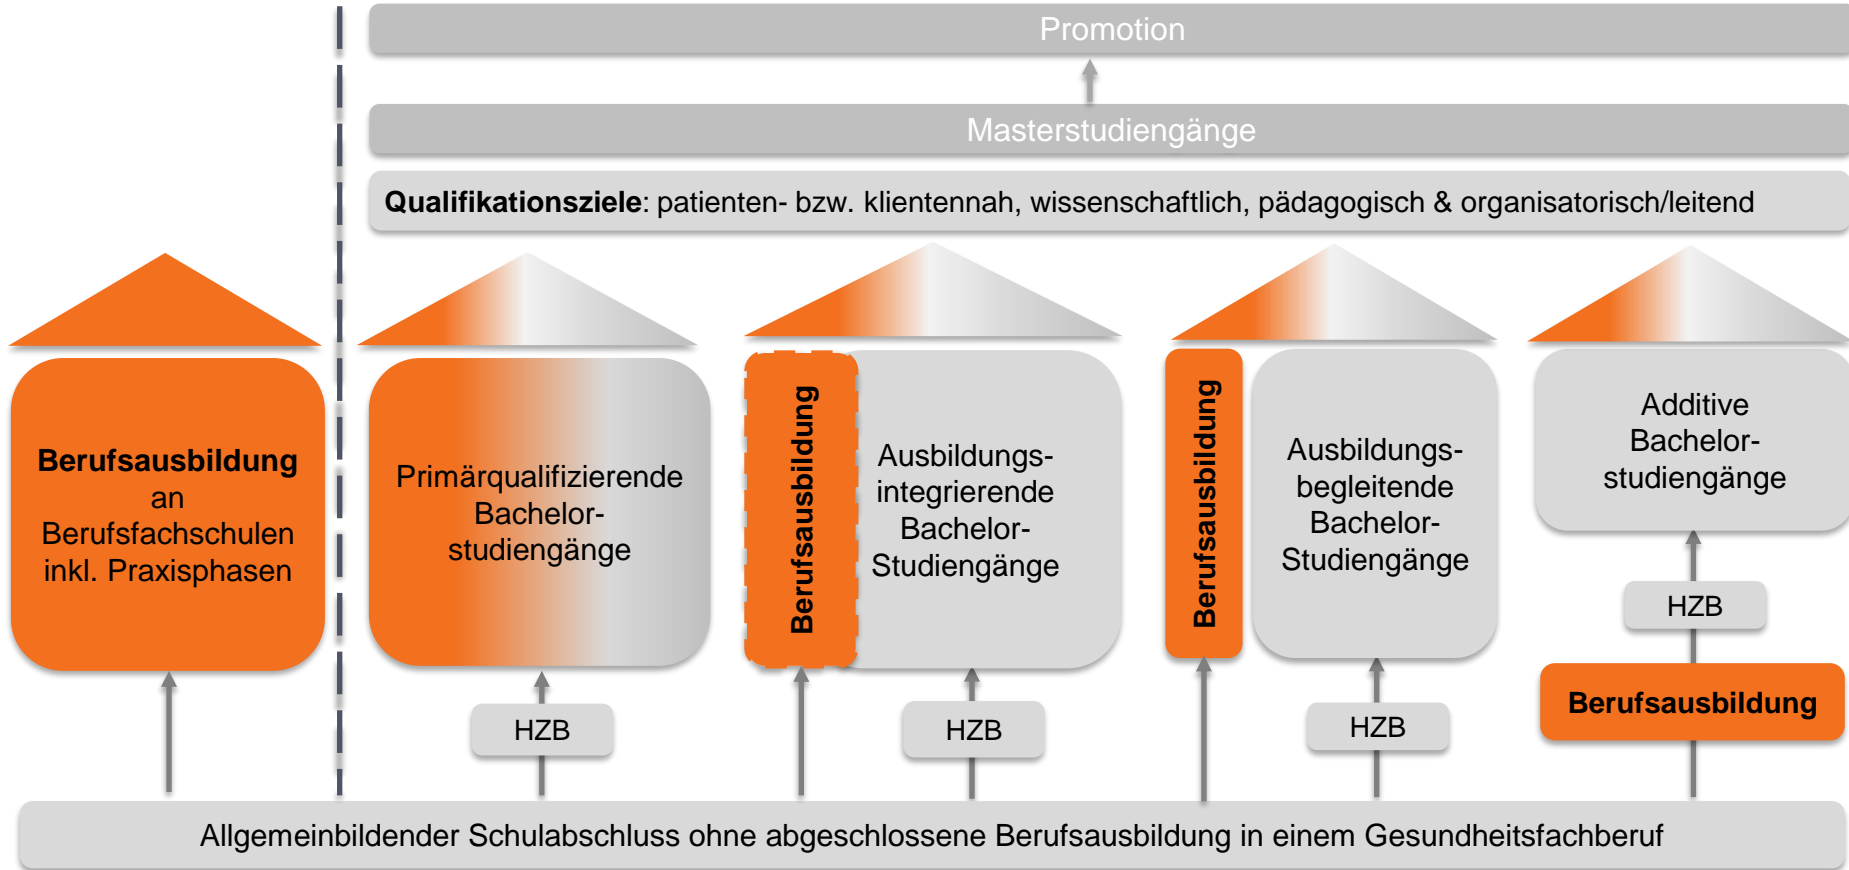 Promotion
Masterstudiengänge
Qualifikationsziele: patienten- bzw. klientennah, wissenschaftlich, pädagogisch & organisatorisch/leitend
Berufsausbildung
an
Berufsfachschulen
inkl. Praxisphasen
Primärqualifizierende
Bachelor-
studiengänge
HZB
Berufsausbildung
Ausbildungs-
integrierende
Bachelor-
Studiengänge
HZB
Berufsausbildung
Ausbildungs-
begleitende
Bachelor-
Studiengänge
HZB
Additive
Bachelor-
studiengänge
HZB
Berufsausbildung
Allgemeinbildender Schulabschluss ohne abgeschlossene Berufsausbildung in einem Gesundheitsfachberuf